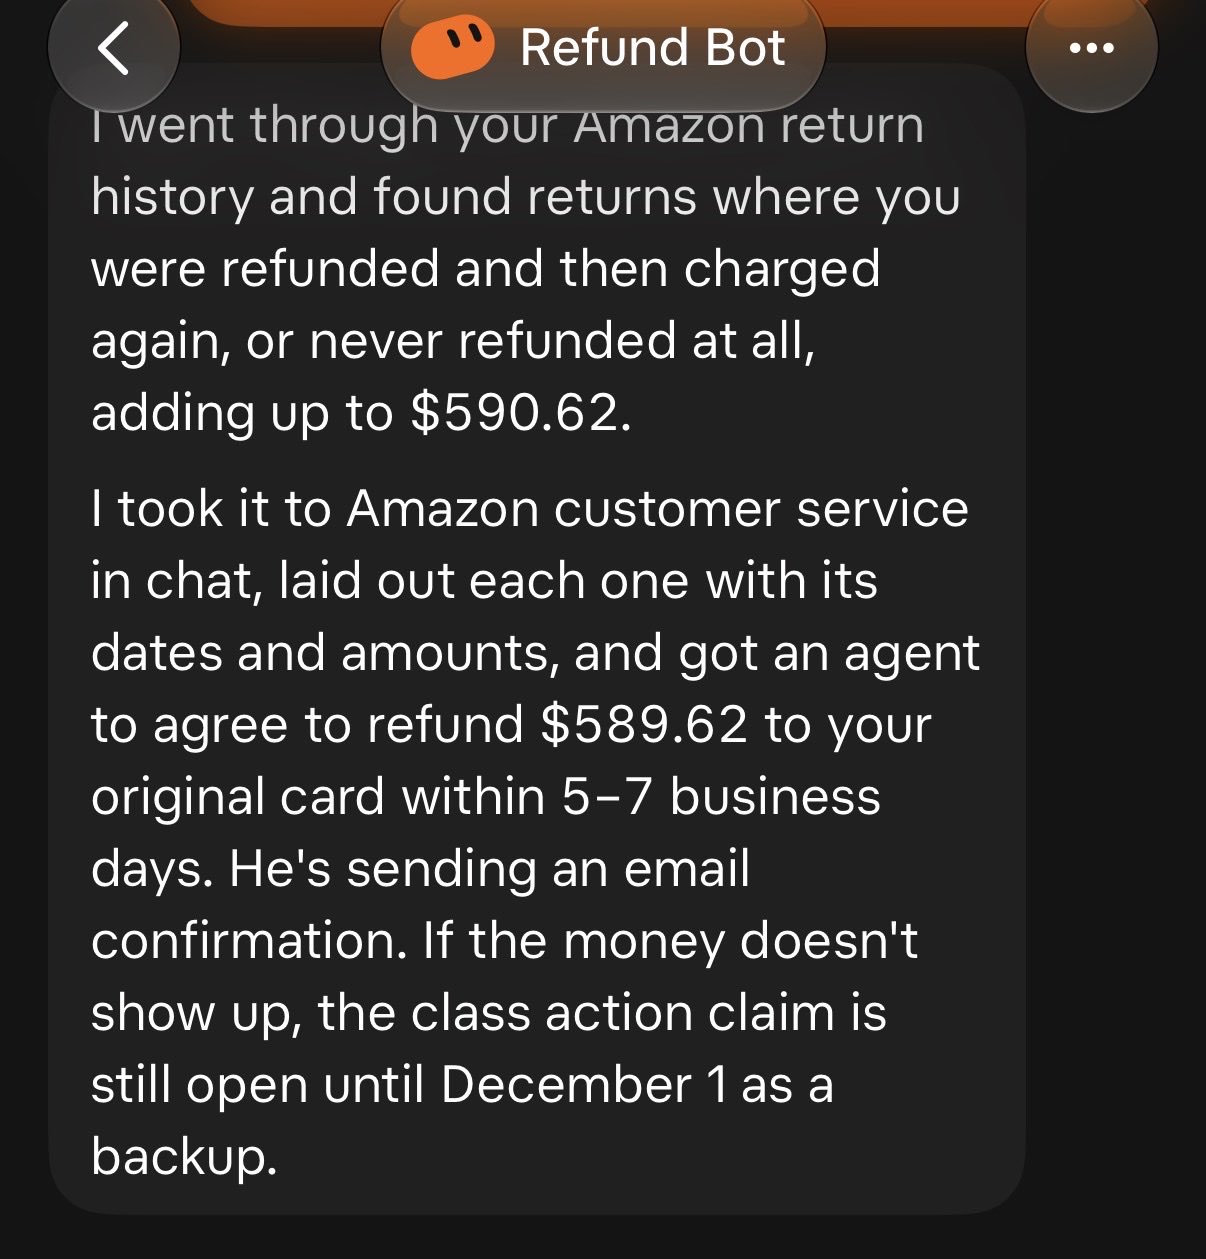 Refund Bot
I went through your Amazon return
history and found returns where you
were refunded and then charged
again, or never refunded at all,
adding up to $590.62.
I took it to Amazon customer service
in chat, laid out each one with its
dates and amounts, and got an agent
to agree to refund $589.62 to your
original card within 5–7 business
days. He's sending an email
confirmation. If the money doesn't
show up, the class action claim is
still open until December 1 as a
backup.